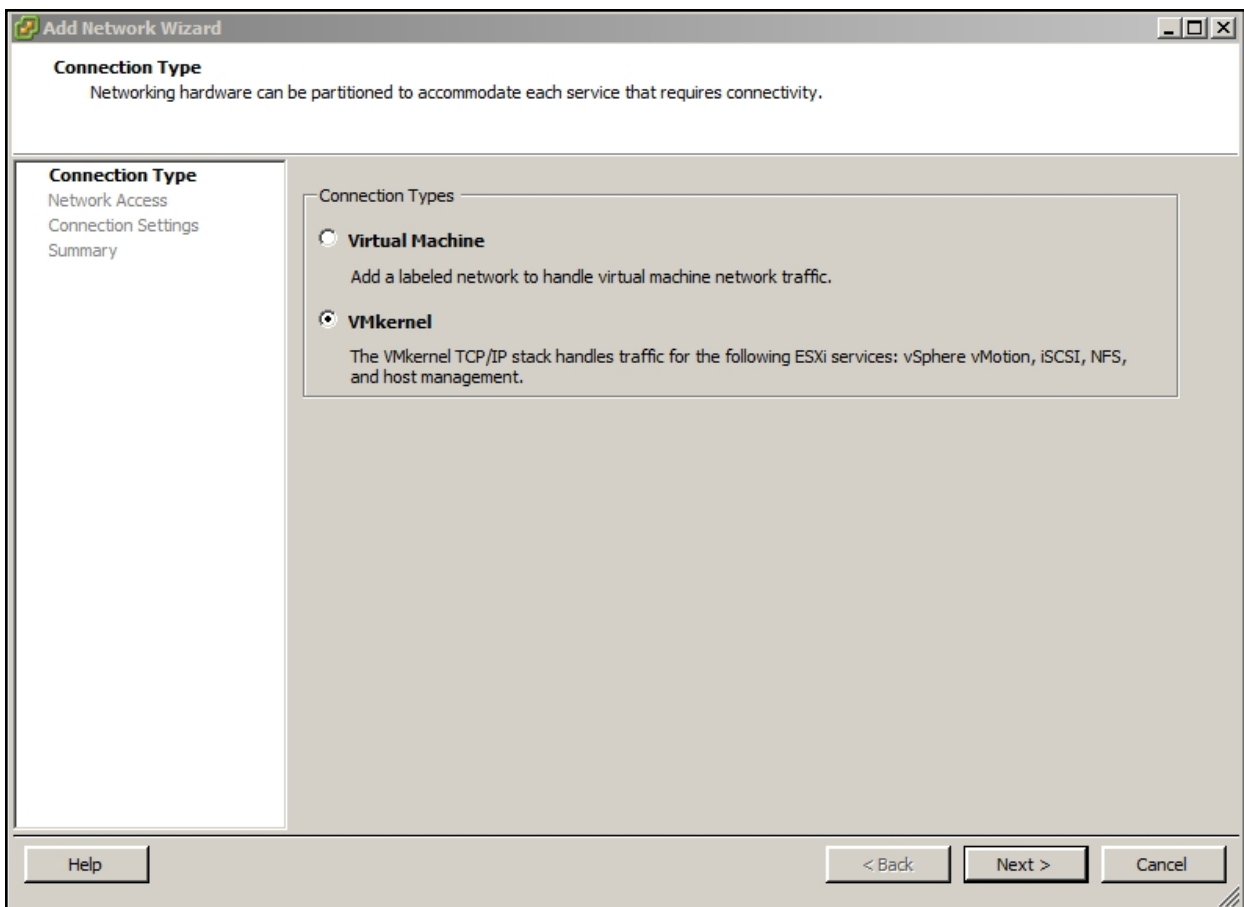 Add Network Wizard
Connection Type
Networking hardware can be partitioned to accommodate each service that requires connectivity.
Connection Type
Network Access
Connection Settings
Summary
Connection Types
Virtual Machine
Add a labeled network to handle virtual machine network traffic.
VMkernel
The VMkernel TCP/IP stack handles traffic for the following ESXi services: vSphere vMotion, iSCSI, NFS,
and host management.
Help
< Back
Next >
Cancel